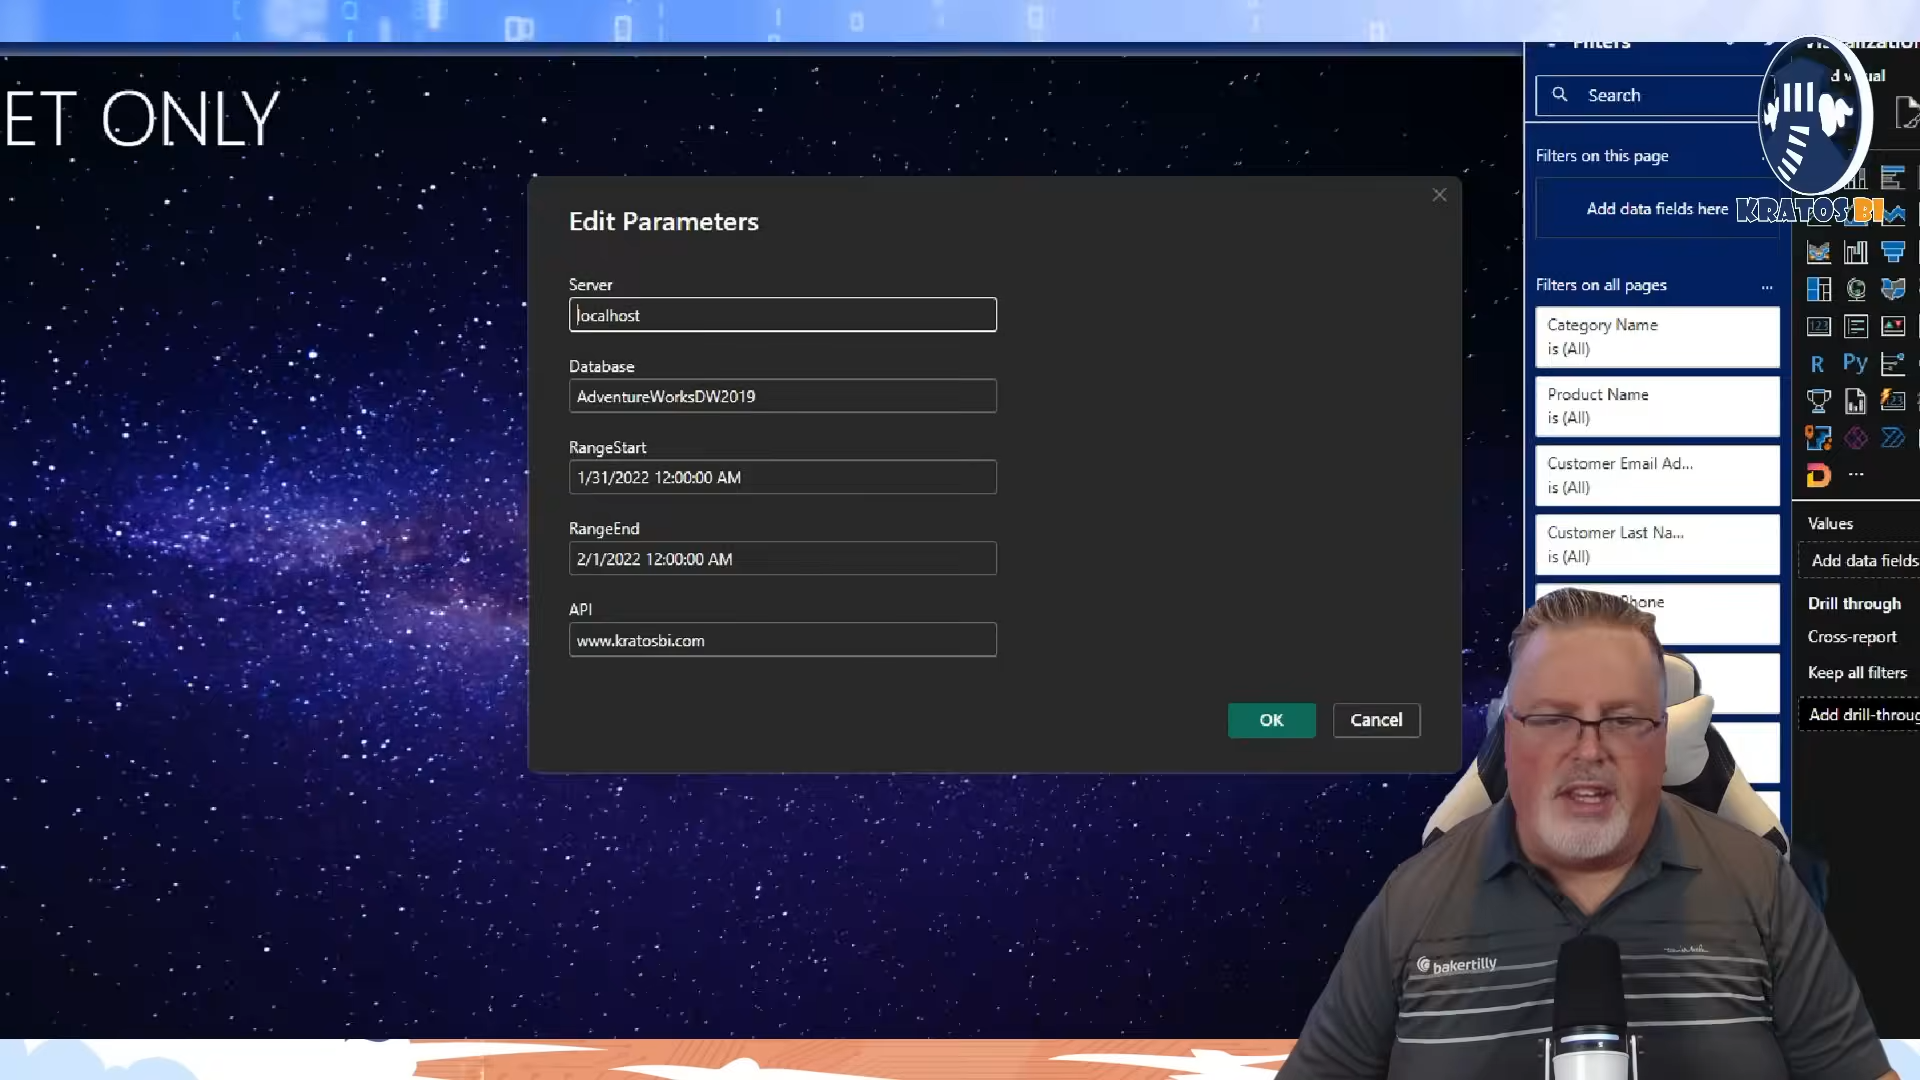 ET ONLY
Edit Parameters
Server
localhost
Database
AdventureWorksDW2019
RangeStart
1/31/2022 12:00:00 AM
RangeEnd
2/1/2022 12:00:00 AM
API
www.kratosbi.com
OK
Cancel
Filters
Search
Filters on this page
Add data fields here
Filters on all pages
...
Category Name
is (All)
Product Name
is (All)
Customer Email Ad...
is (All)
Customer Last Na...
is (All)
KRATOS BI
123
R
Py
123
...
Values
Add data fields
Drill through
Cross-report
Keep all filters
Add drill-throug
bakertilly